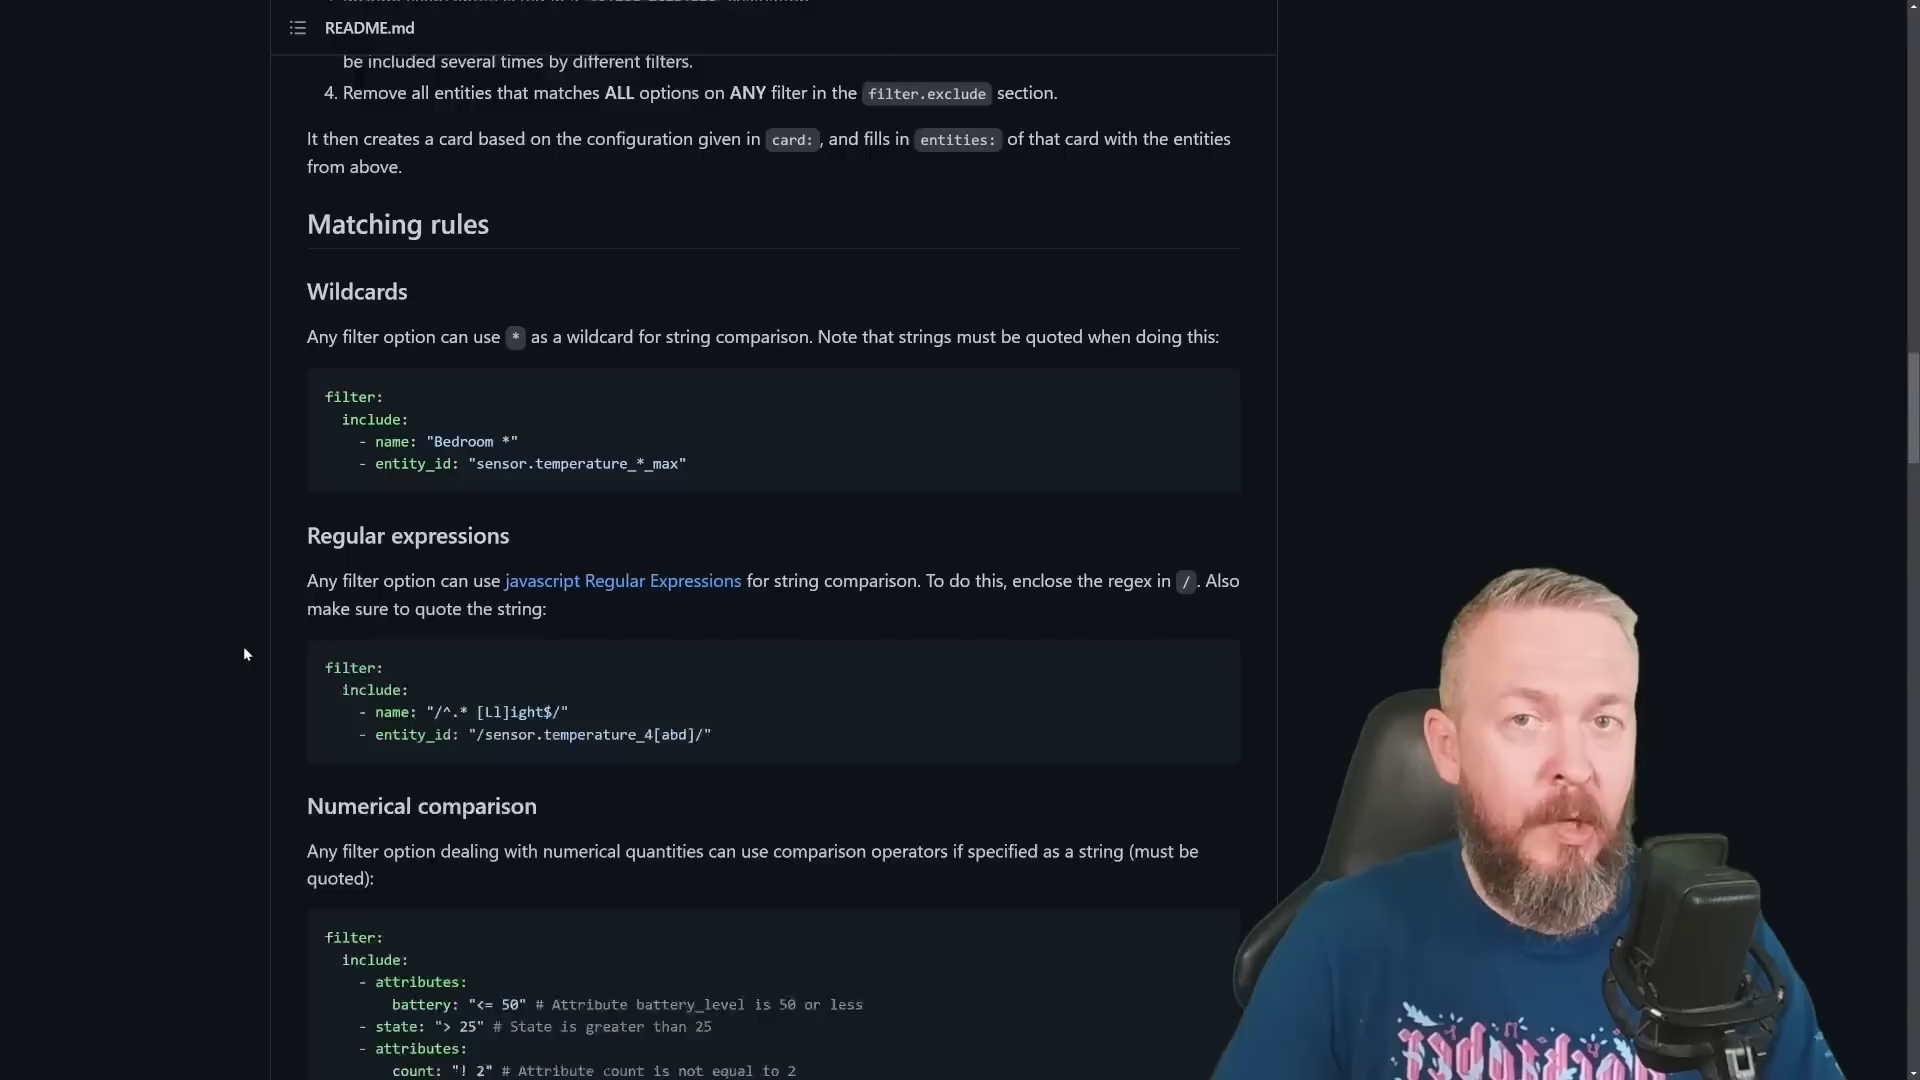 README.md
be included several times by different filters.
4. Remove all entities that matches ALL options on ANY filter in the filter.exclude section.
It then creates a card based on the configuration given in card:, and fills in entities: of that card with the entities
from above.
Matching rules
Wildcards
Any filter option can use * as a wildcard for string comparison. Note that strings must be quoted when doing this:
filter:
include:
- name: "Bedroom *"
- entity_id: "sensor.temperature_*_max"
Regular expressions
Any filter option can use javascript Regular Expressions for string comparison. To do this, enclose the regex in /. Also
make sure to quote the string:
filter:
include:
- name: "/^.* [Ll]ight$/"
- entity_id: "/sensor.temperature_4[abd]/"
Numerical comparison
Any filter option dealing with numerical quantities can use comparison operators if specified as a string (must be
quoted):
filter:
include:
- attributes:
battery: "<= 50" # Attribute battery_level is 50 or less
- state: "> 25" # State is greater than 25
- attributes:
count: "! 2" # Attribute count is not equal to 2